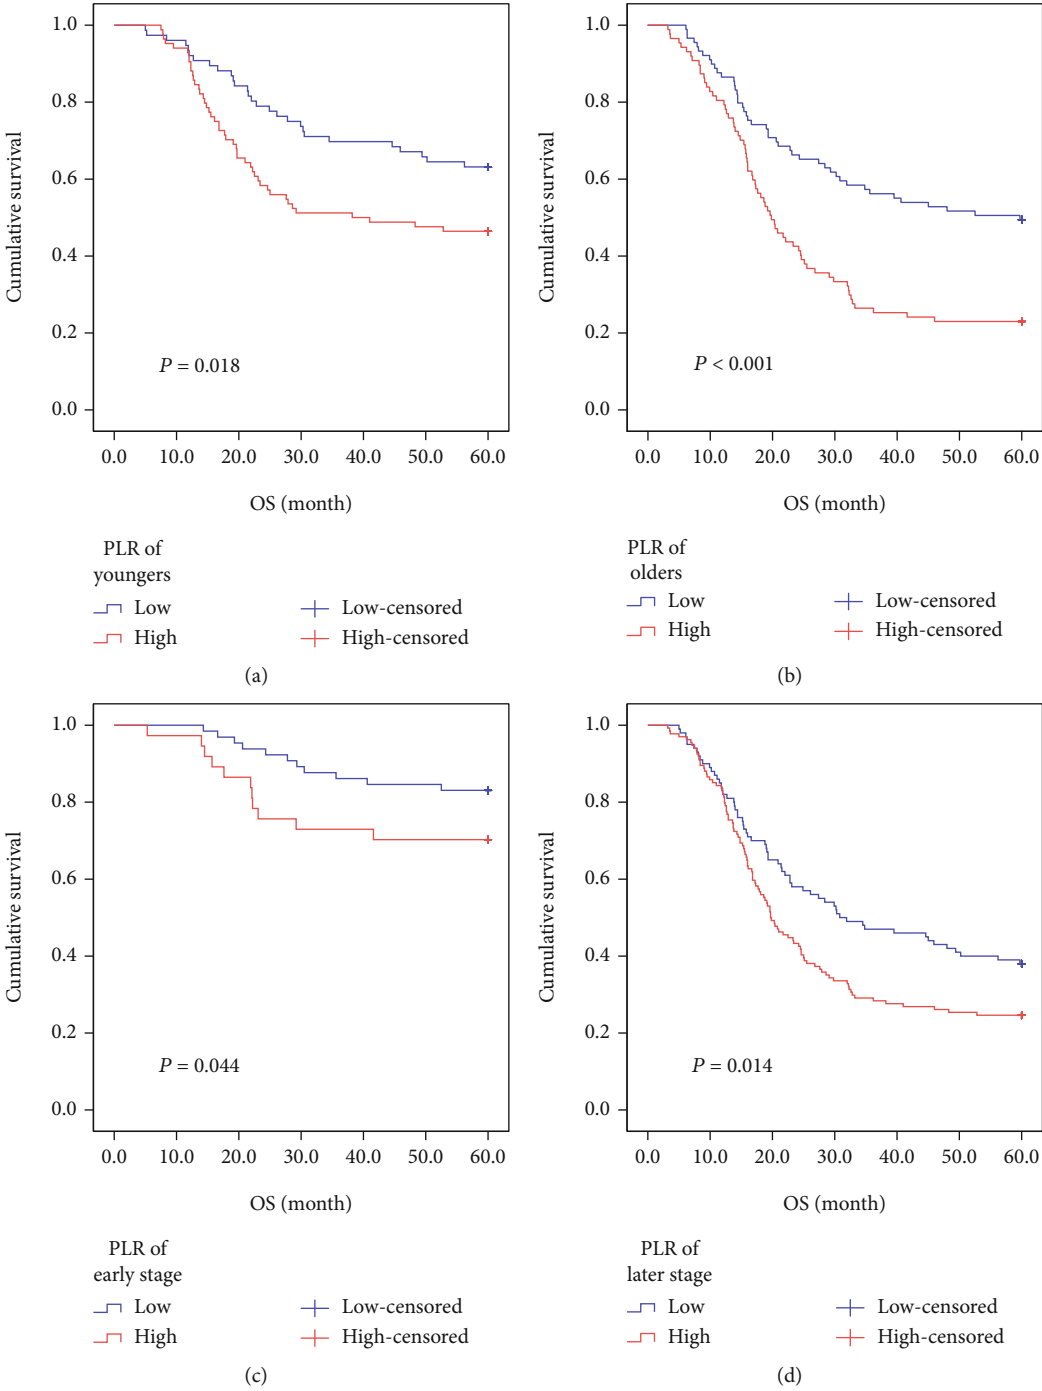 1.0
0.8
0.6
0.4
0.2
0.0
Cumulative survival
P = 0.018
0.0 10.0 20.0 30.0 40.0 50.0 60.0
OS (month)
PLR of
youngers
Low
Low-censored
High
High-censored
(a)
1.0
0.8
0.6
0.4
0.2
0.0
Cumulative survival
P < 0.001
0.0 10.0 20.0 30.0 40.0 50.0 60.0
OS (month)
PLR of
olders
Low
Low-censored
High
High-censored
(b)
1.0
0.8
0.6
0.4
0.2
0.0
Cumulative survival
P = 0.044
0.0 10.0 20.0 30.0 40.0 50.0 60.0
OS (month)
PLR of
early stage
Low
Low-censored
High
High-censored
(c)
1.0
0.8
0.6
0.4
0.2
0.0
Cumulative survival
P = 0.014
0.0 10.0 20.0 30.0 40.0 50.0 60.0
OS (month)
PLR of
later stage
Low
Low-censored
High
High-censored
(d)